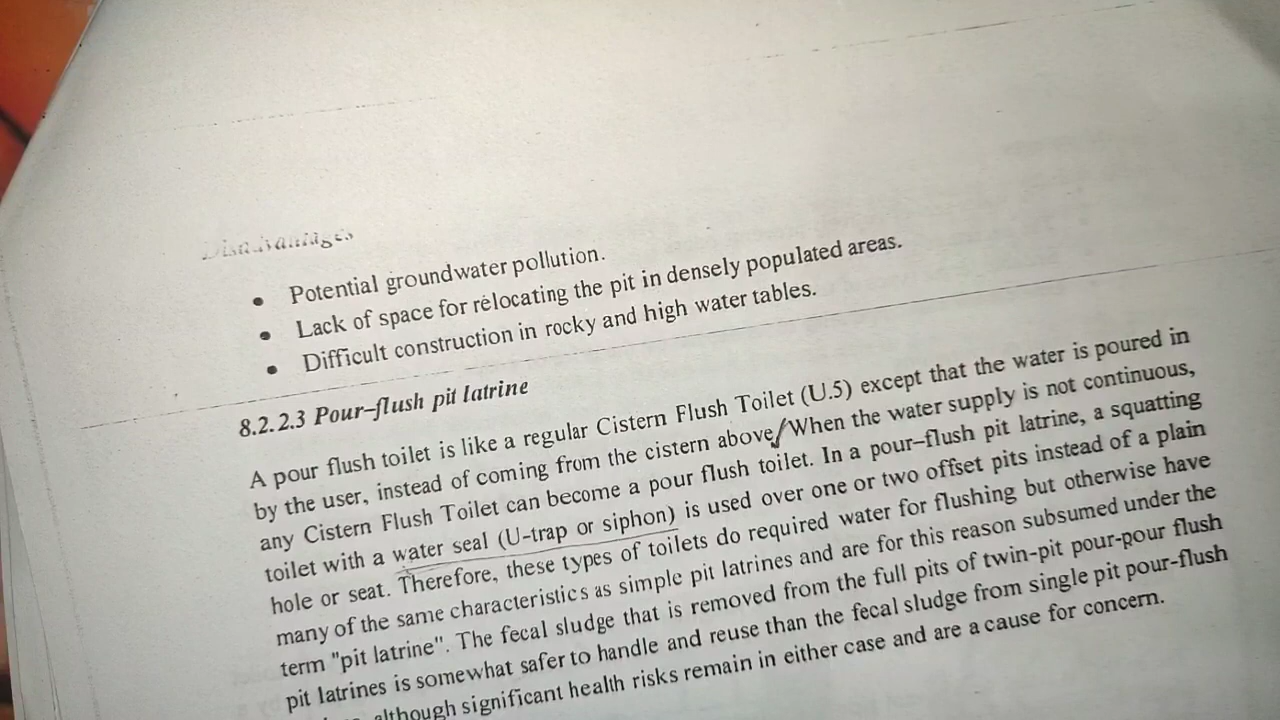 Disadvantages
• Potential groundwater pollution.
• Lack of space for relocating the pit in densely populated areas.
• Difficult construction in rocky and high water tables.
8.2.2.3 Pour–flush pit latrine
A pour flush toilet is like a regular Cistern Flush Toilet (U.5) except that the water is poured in
by the user, instead of coming from the cistern above/When the water supply is not continuous,
any Cistern Flush Toilet can become a pour flush toilet. In a pour–flush pit latrine, a squatting
toilet with a water seal (U-trap or siphon) is used over one or two offset pits instead of a plain
hole or seat. Therefore, these types of toilets do required water for flushing but otherwise have
many of the same characteristics as simple pit latrines and are for this reason subsumed under the
term "pit latrine". The fecal sludge that is removed from the full pits of twin-pit pour-pour flush
pit latrines is somewhat safer to handle and reuse than the fecal sludge from single pit pour-flush
although significant health risks remain in either case and are a cause for concern.